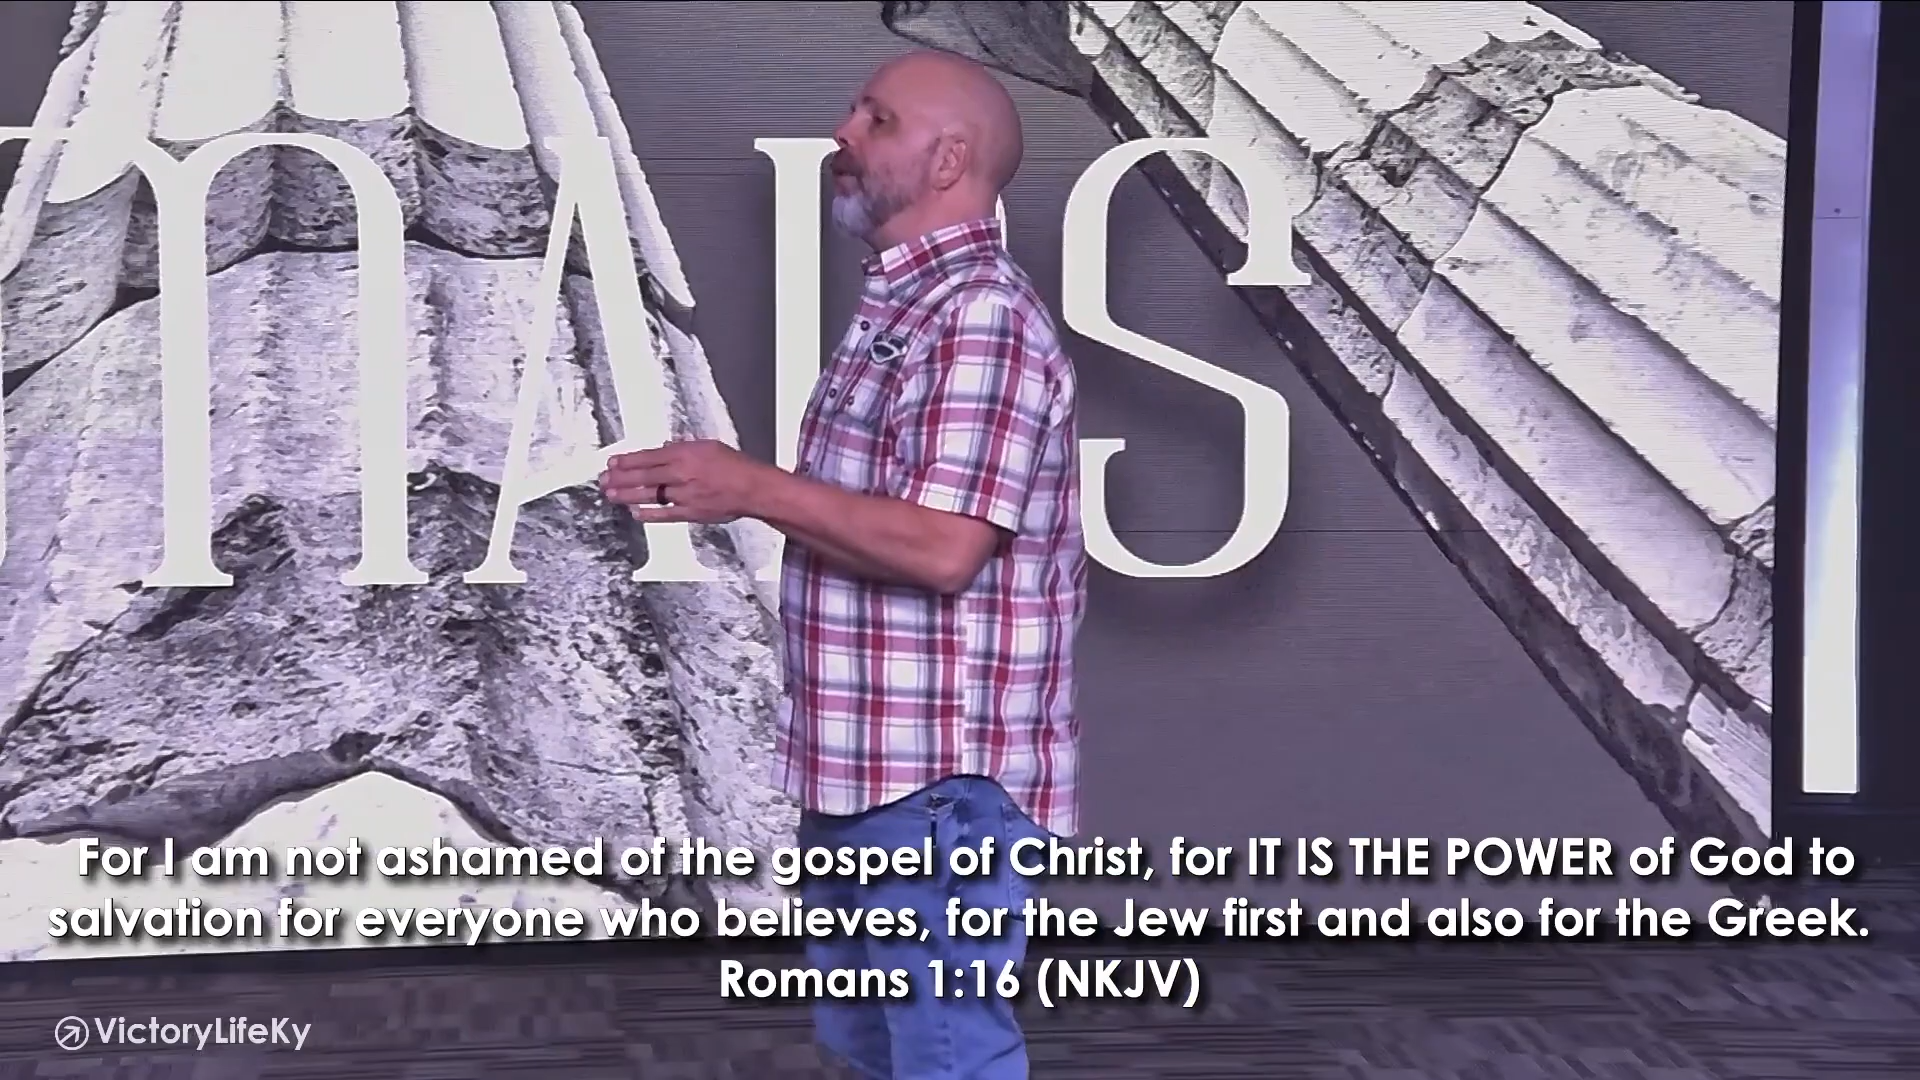 NALS
For I am not ashamed of the gospel of Christ, for IT IS THE POWER of God to
salvation for everyone who believes, for the Jew first and also for the Greek.
Romans 1:16 (NKJV)
VictoryLifeKy